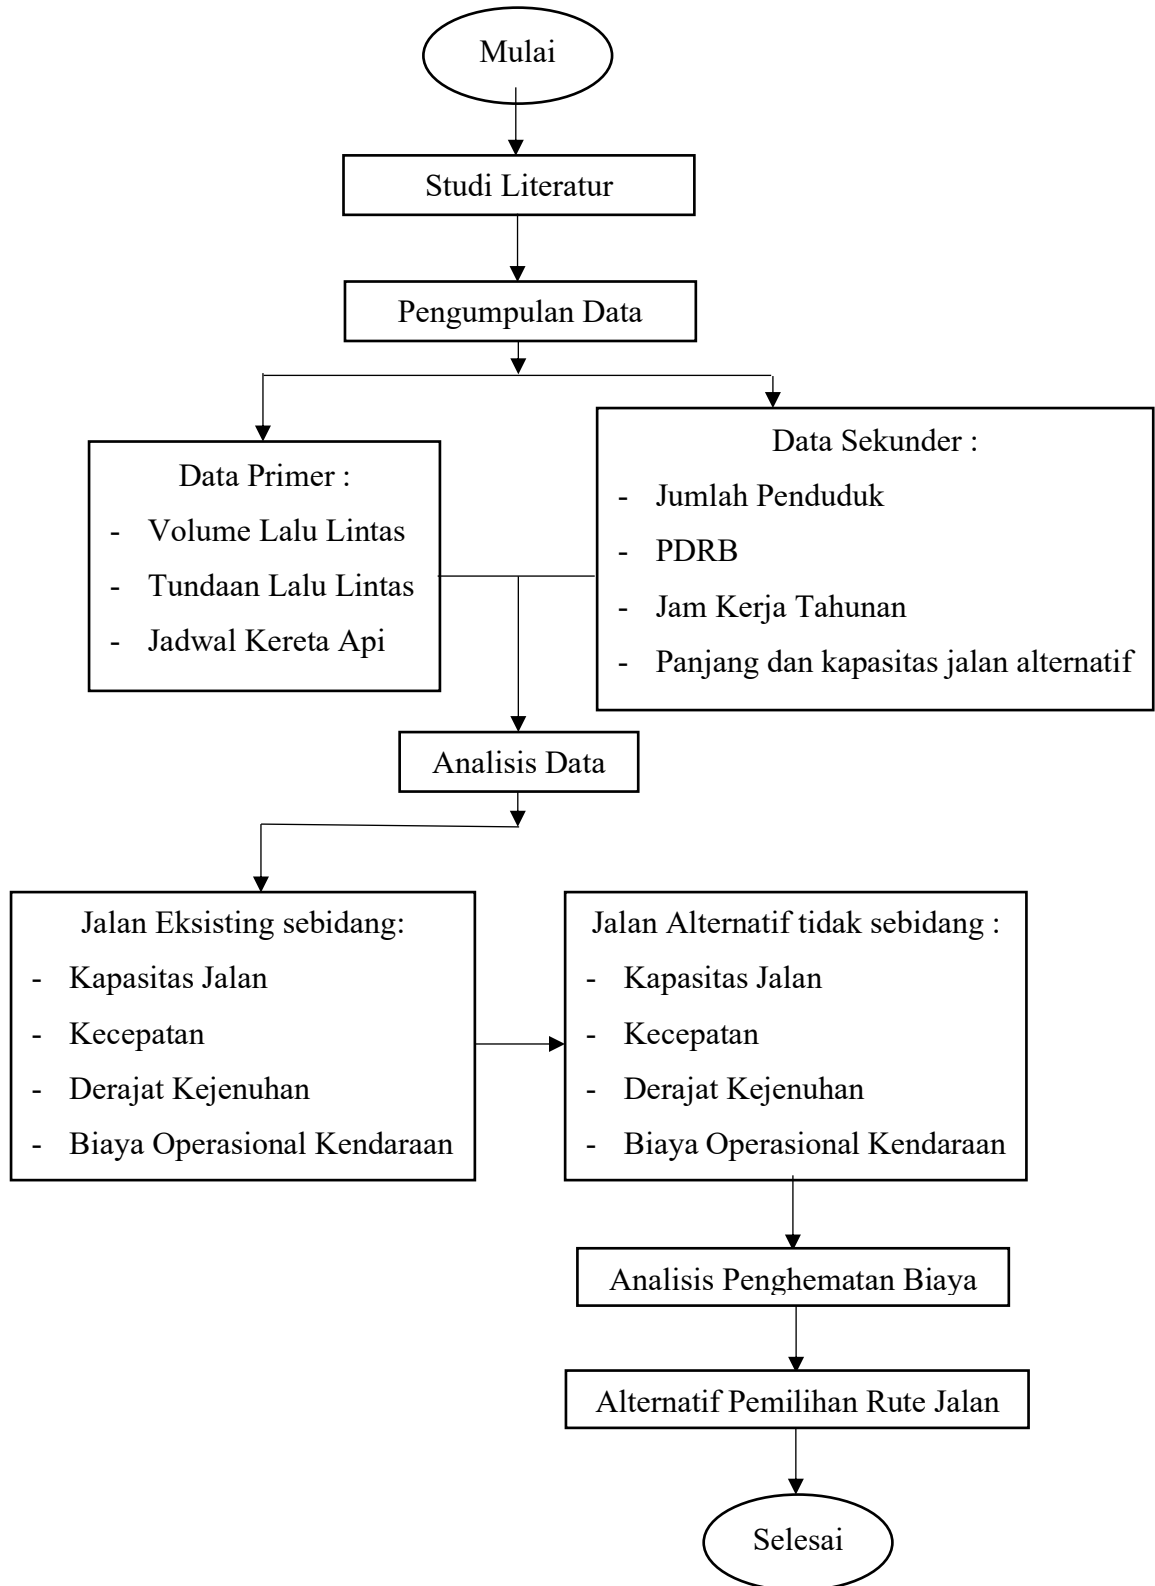 Mulai
Studi Literatur
Pengumpulan Data
Data Primer :
- Volume Lalu Lintas
- Tundaan Lalu Lintas
- Jadwal Kereta Api
Data Sekunder :
- Jumlah Penduduk
- PDRB
- Jam Kerja Tahunan
- Panjang dan kapasitas jalan alternatif
Analisis Data
Jalan Eksisting sebidang:
- Kapasitas Jalan
- Kecepatan
- Derajat Kejenuhan
- Biaya Operasional Kendaraan
Jalan Alternatif tidak sebidang :
- Kapasitas Jalan
- Kecepatan
- Derajat Kejenuhan
- Biaya Operasional Kendaraan
Analisis Penghematan Biaya
Alternatif Pemilihan Rute Jalan
Selesai